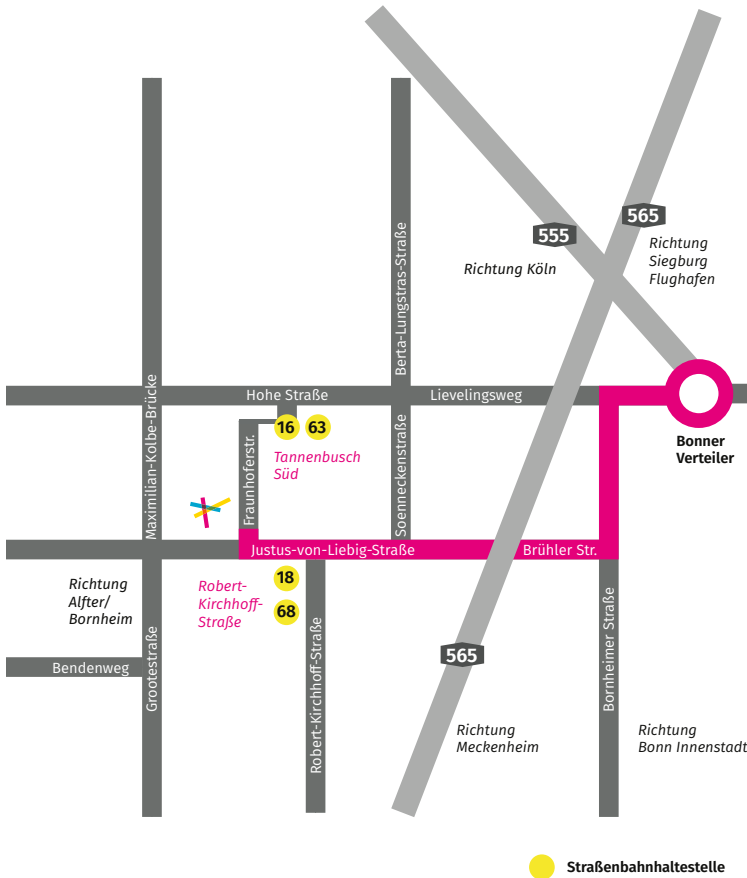 565
555
Richtung
Siegburg
Flughafen
Richtung Köln
Berta-Lungstras-Straße
Maximilian-Kolbe-Brücke
Hohe Straße
Lievelingsweg
16
63
Bonner
Verteiler
Tannenbusch
Süd
Fraunhoferstr.
Soenneckenstraße
Justus-von-Liebig-Straße
Brühler Str.
Richtung
Alfter/
Bornheim
Robert-
Kirchhoff-
Straße
18
68
Bendenweg
Grootestraße
Robert-Kirchhoff-Straße
565
Bornheimer Straße
Richtung
Meckenheim
Richtung
Bonn Innenstadt
Straßenbahnhaltestelle